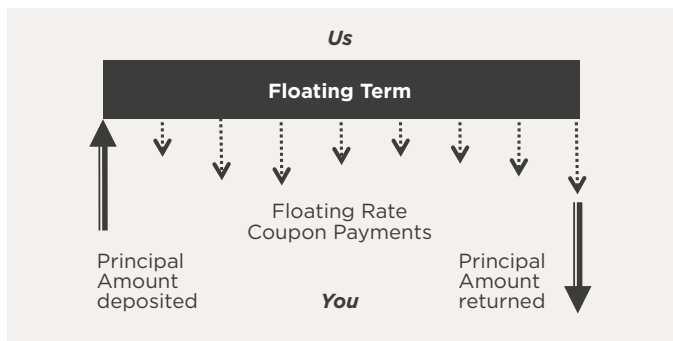 Us
Floating Term
Floating Rate
Coupon Payments
Principal
Amount
deposited
You
Principal
Amount
returned